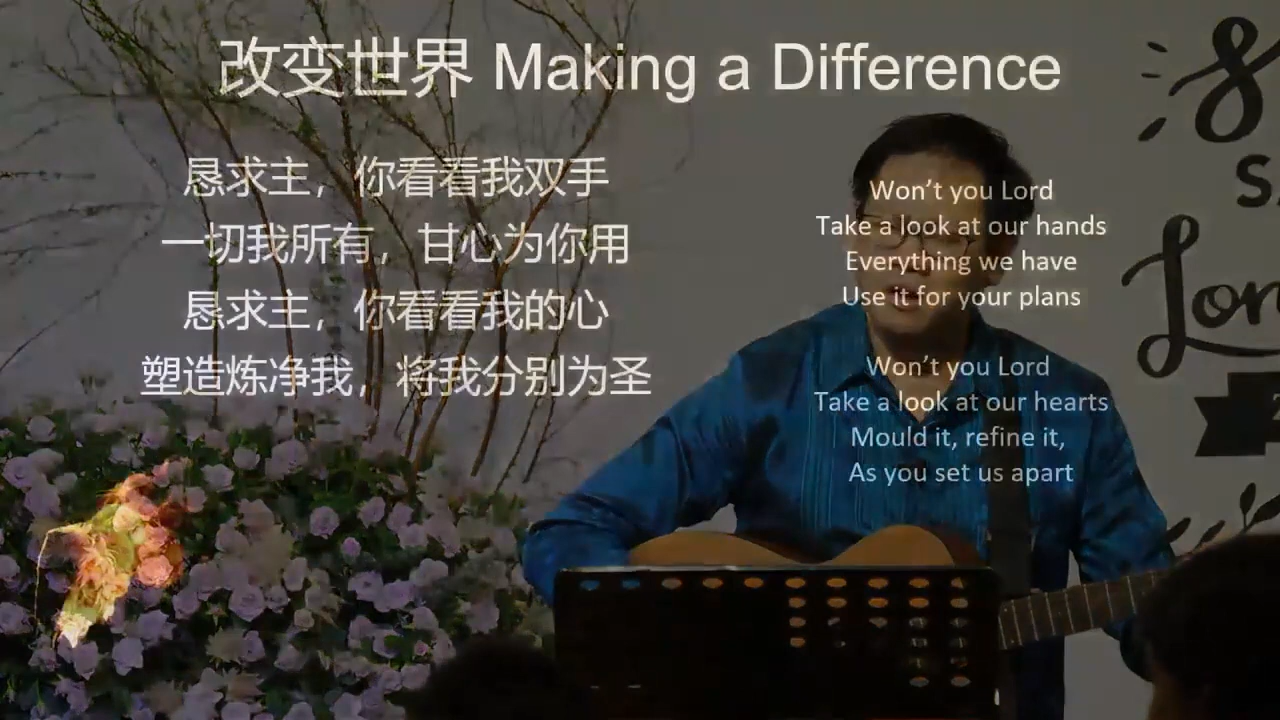 改变世界 Making a Difference
恳求主，你看看我双手
一切我所有，甘心为你用
恳求主，你看看我的心
塑造炼净我，将我分别为圣
Won’t you Lord
Take a look at our hands
Everything we have
Use it for your plans
Won’t you Lord
Take a look at our hearts
Mould it, refine it,
As you set us apart